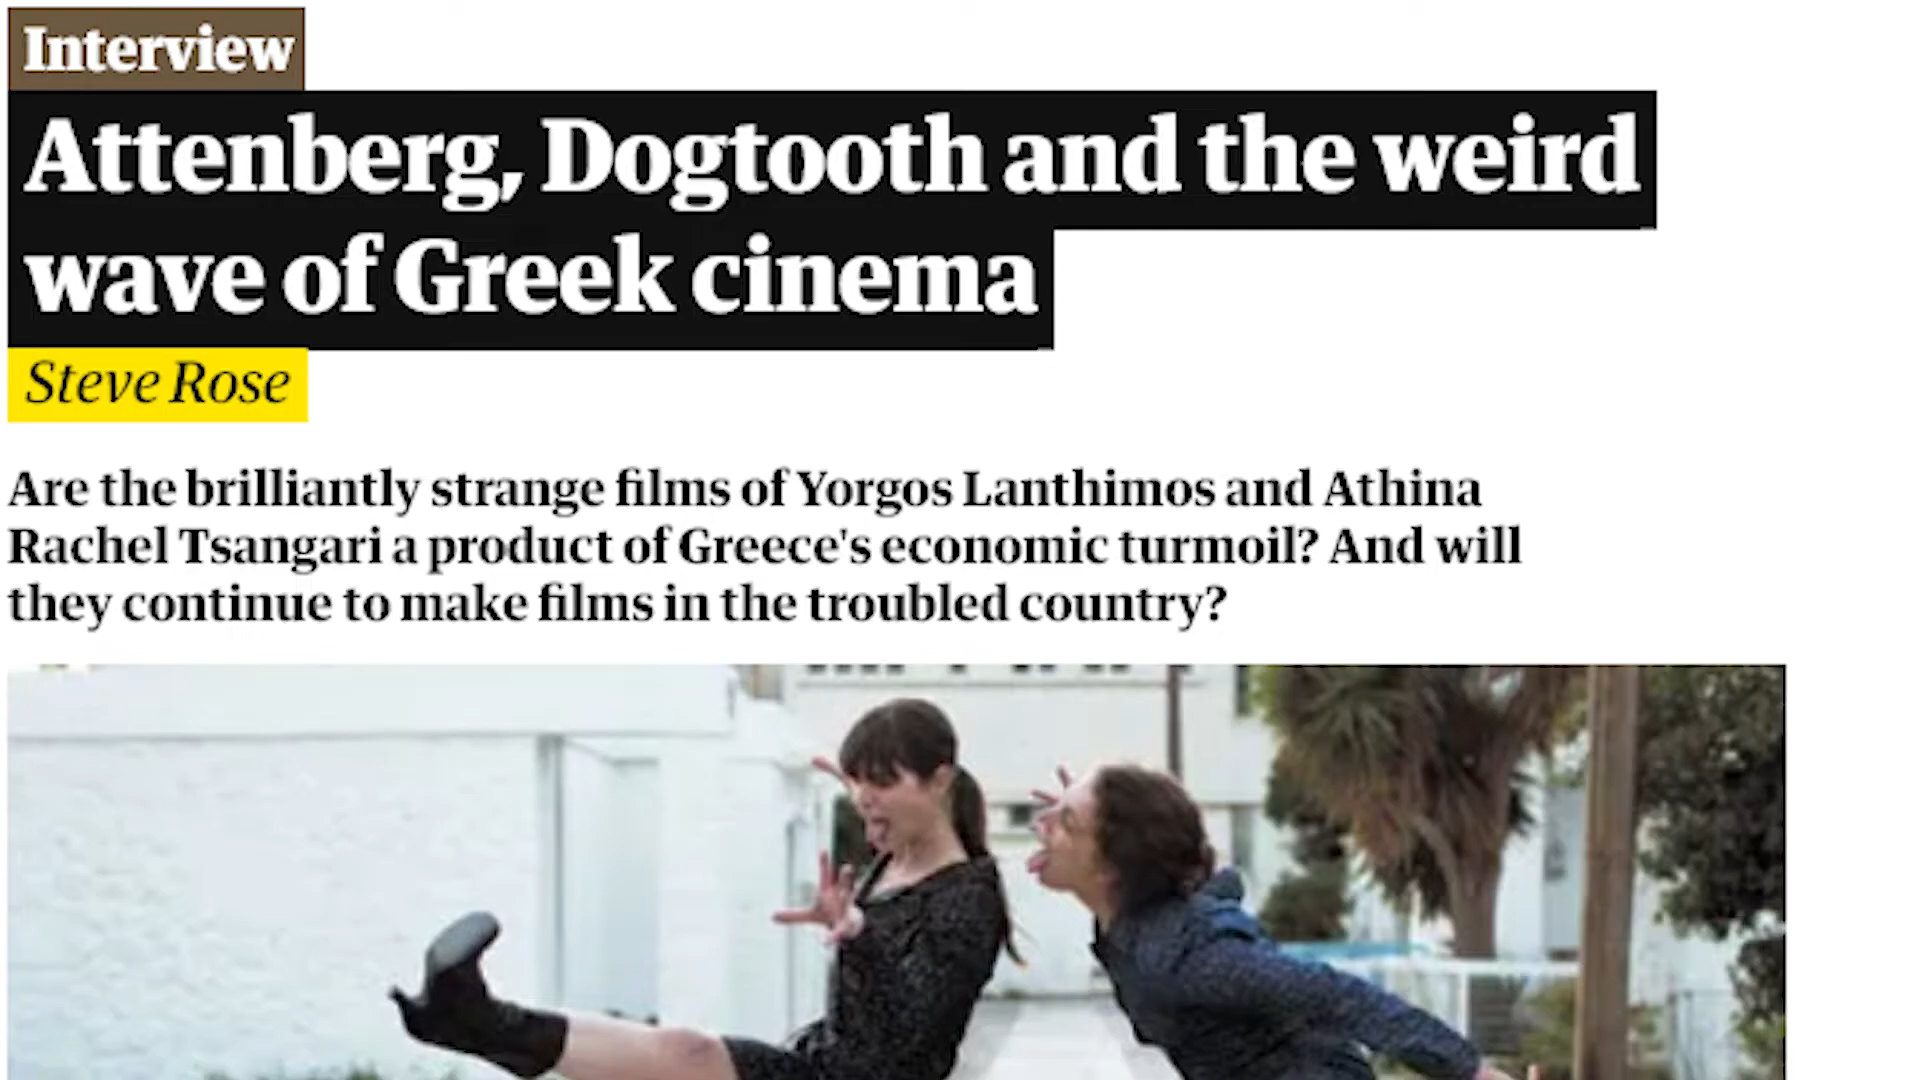 Interview
Attenberg, Dogtooth and the weird
wave of Greek cinema
Steve Rose
Are the brilliantly strange films of Yorgos Lanthimos and Athina
Rachel Tsangari a product of Greece's economic turmoil? And will
they continue to make films in the troubled country?